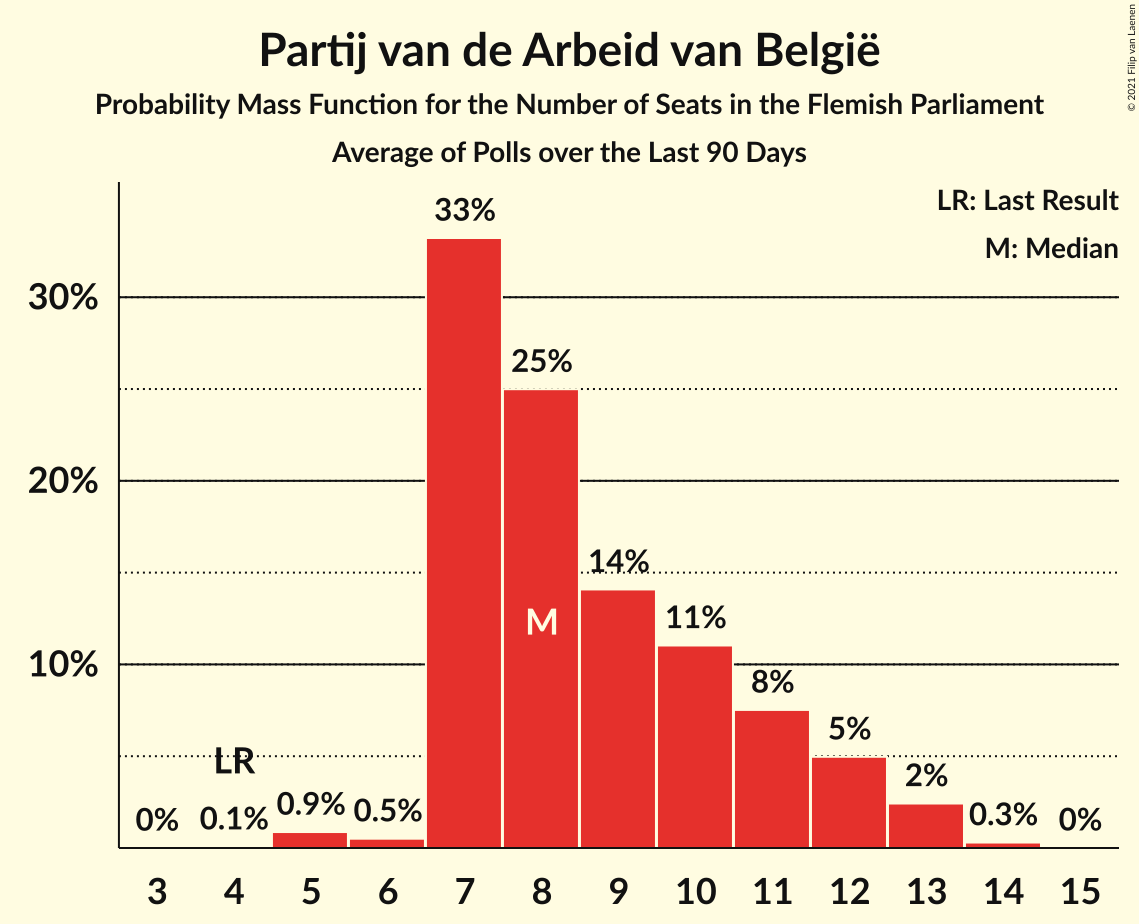 Partij van de Arbeid van België
Probability Mass Function for the Number of Seats in the Flemish Parliament
Average of Polls over the Last 90 Days
© 2021 Filip van Laenen
LR: Last Result
M: Median
33%
30%
25%
20%
14%
M
11%
10%
8%
5%
LR
2%
0% 0.1% 0.9% 0.5% 0.3% 0%
3 4 5 6 7 8 9 10 11 12 13 14 15